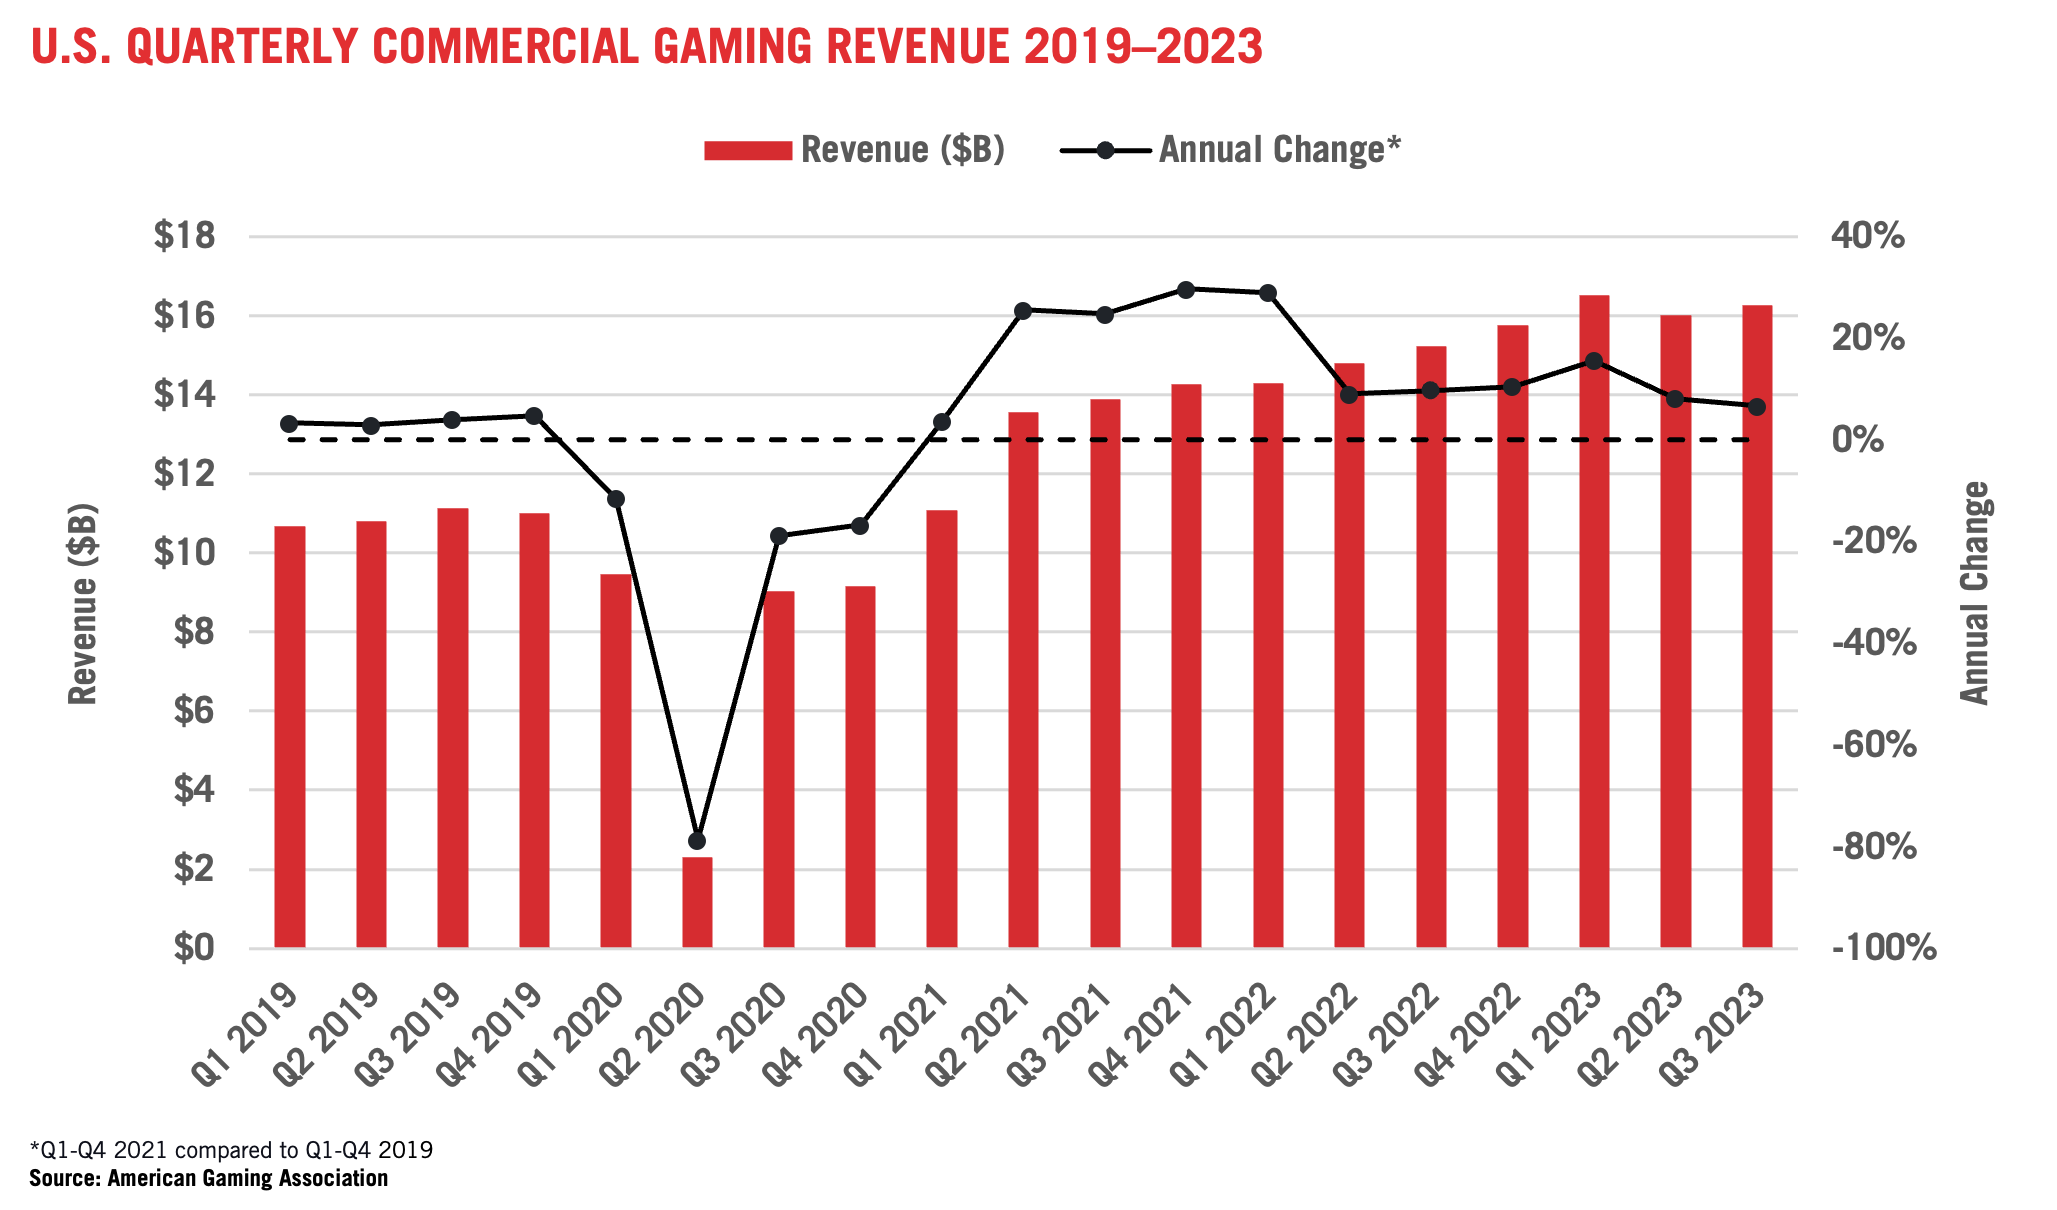 U.S. QUARTERLY COMMERCIAL GAMING REVENUE 2019–2023
Revenue ($B)
Annual Change*
$18
$16
$14
$12
$10
$8
$6
$4
$2
$0
Revenue ($B)
40%
20%
0%
-20%
-40%
-60%
-80%
-100%
Annual Change
Q1 2019
Q2 2019
Q3 2019
Q4 2019
Q1 2020
Q2 2020
Q3 2020
Q4 2020
Q1 2021
Q2 2021
Q3 2021
Q4 2021
Q1 2022
Q2 2022
Q3 2022
Q4 2022
Q1 2023
Q2 2023
Q3 2023
*Q1-Q4 2021 compared to Q1-Q4 2019
Source: American Gaming Association